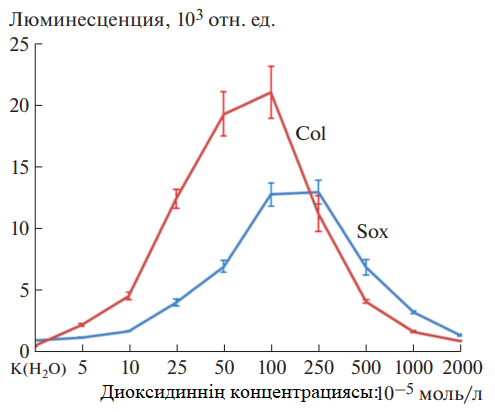 Люминесценция, 10³ отн. ед.
25
20
15
10
5
0
Col
Sox
K(H₂O) 5 10 25 50 100 250 500 1000 2000
Диоксидиннің концентрациясы:10⁻⁵ моль/л